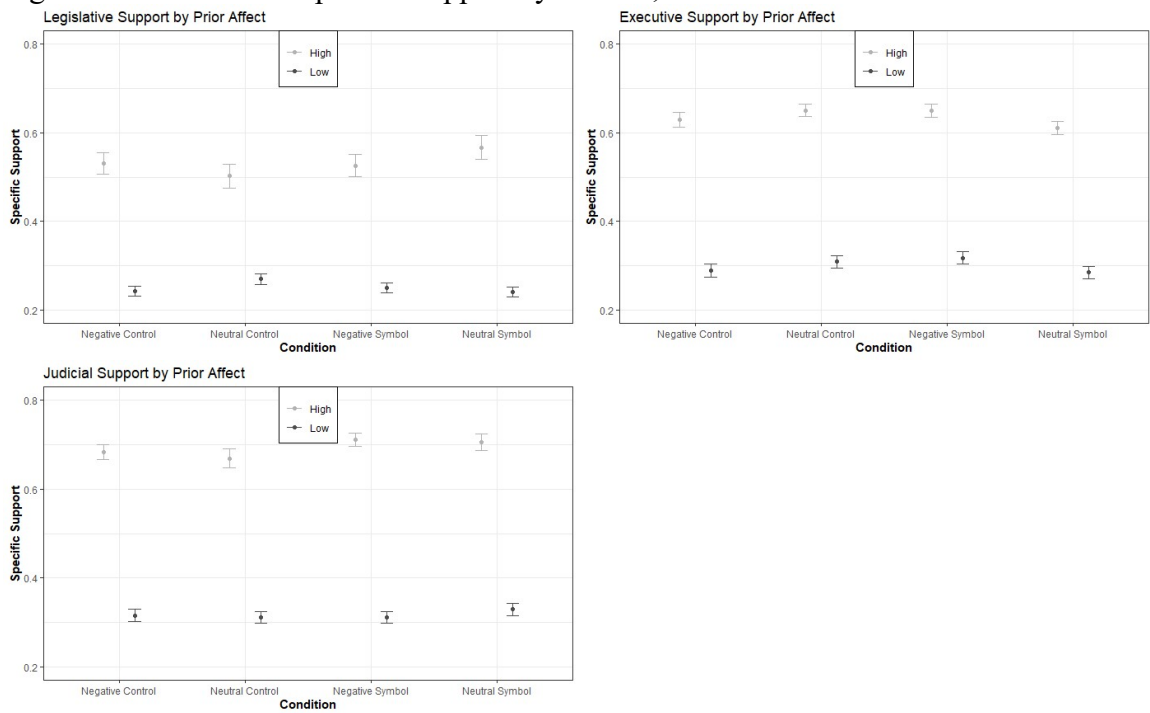 Legislative Support by Prior Affect
High
Low
0.8
0.6
0.4
0.2
Specific Support
Negative Control Neutral Control Negative Symbol Neutral Symbol
Condition
Executive Support by Prior Affect
High
Low
0.8
0.6
0.4
0.2
Specific Support
Negative Control Neutral Control Negative Symbol Neutral Symbol
Condition
Judicial Support by Prior Affect
High
Low
0.8
0.6
0.4
0.2
Specific Support
Negative Control Neutral Control Negative Symbol Neutral Symbol
Condition